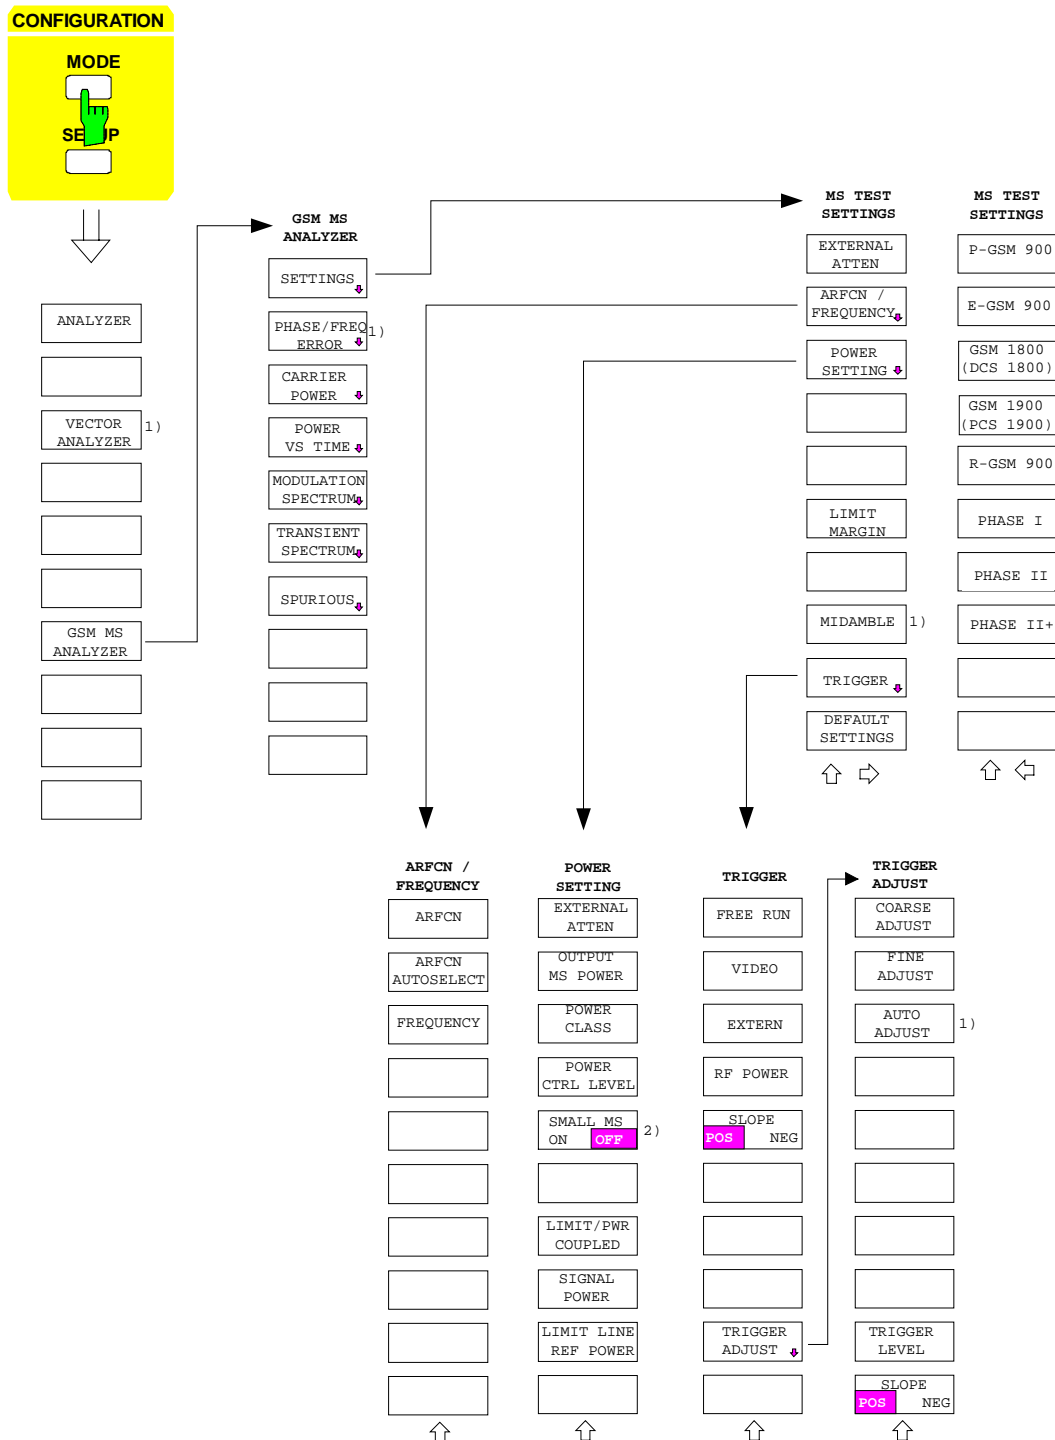 CONFIGURATION
MODE
SE UP
ANALYZER
VECTOR
ANALYZER
1)
GSM MS
ANALYZER
GSM MS
ANALYZER
SETTINGS
PHASE/FREQ
ERROR
1)
CARRIER
POWER
POWER
VS TIME
MODULATION
SPECTRUM
TRANSIENT
SPECTRUM
SPURIOUS
MS TEST
SETTINGS
EXTERNAL
ATTEN
ARFCN /
FREQUENCY
POWER
SETTING
LIMIT
MARGIN
MIDAMBLE
1)
TRIGGER
DEFAULT
SETTINGS
MS TEST
SETTINGS
P-GSM 900
E-GSM 900
GSM 1800
(DCS 1800)
GSM 1900
(PCS 1900)
R-GSM 900
PHASE I
PHASE II
PHASE II+
ARFCN /
FREQUENCY
ARFCN
ARFCN
AUTOSELECT
FREQUENCY
POWER
SETTING
EXTERNAL
ATTEN
OUTPUT
MS POWER
POWER
CLASS
POWER
CTRL LEVEL
SMALL MS
ON OFF
2)
LIMIT/PWR
COUPLED
SIGNAL
POWER
LIMIT LINE
REF POWER
TRIGGER
FREE RUN
VIDEO
EXTERN
RF POWER
SLOPE
POS NEG
TRIGGER
ADJUST
TRIGGER
ADJUST
COARSE
ADJUST
FINE
ADJUST
AUTO
ADJUST
1)
TRIGGER
LEVEL
SLOPE
POS NEG